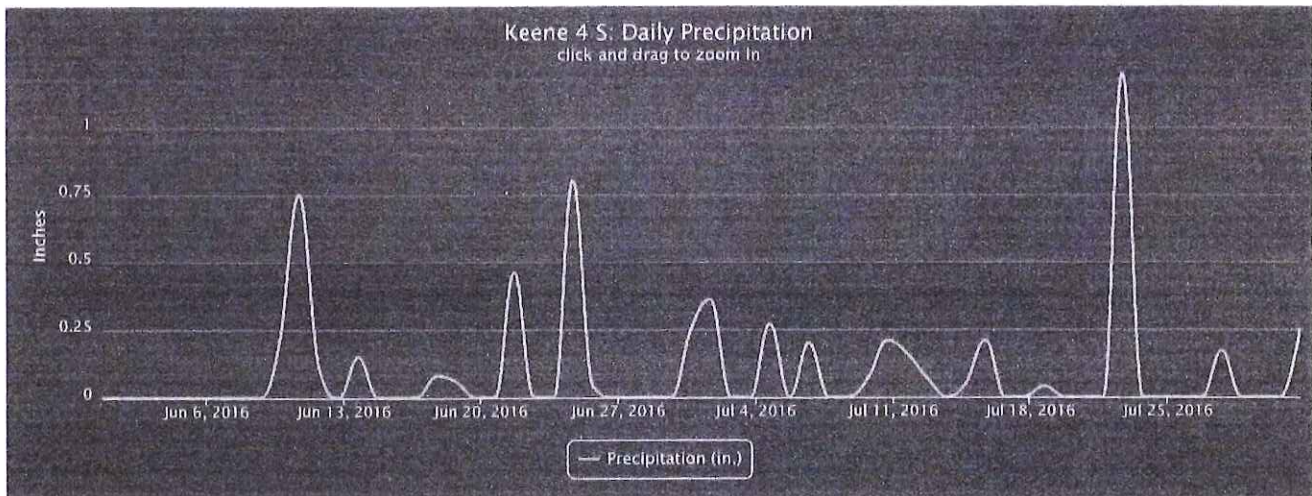 Keene 4 S: Daily Precipitation
click and drag to zoom in
Inches
1
0.75
0.5
0.25
0
Jun 6, 2016 Jun 13, 2016 Jun 20, 2016 Jun 27, 2016 Jul 4, 2016 Jul 11, 2016 Jul 18, 2016 Jul 25, 2016
Precipitation (in.)